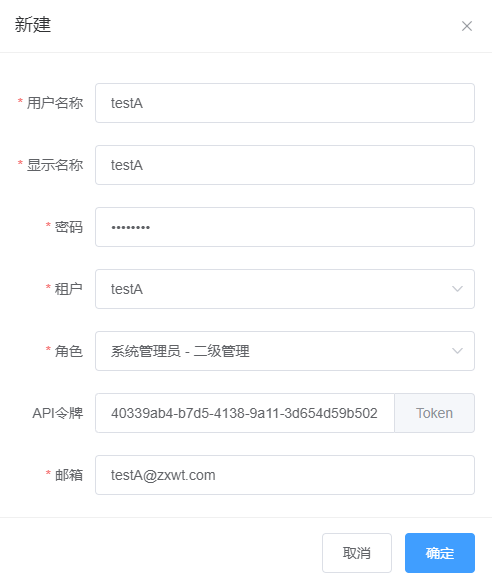 新建
* 用户名称 testA
* 显示名称 testA
* 密码 ••••••••
* 租户 testA
* 角色 系统管理员 - 二级管理
API令牌 40339ab4-b7d5-4138-9a11-3d654d59b502 Token
* 邮箱 testA@zxwt.com
取消 确定